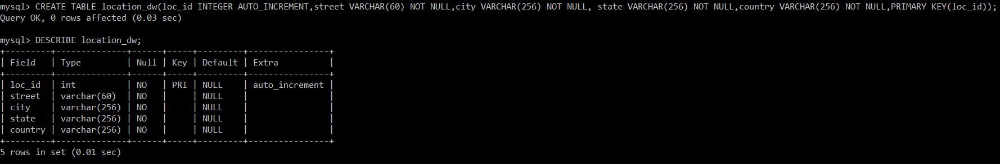 mysql> CREATE TABLE location_dw(loc_id INTEGER AUTO_INCREMENT,street VARCHAR(60) NOT NULL,city VARCHAR(256) NOT NULL, state VARCHAR(256) NOT NULL,country VARCHAR(256) NOT NULL,PRIMARY KEY(loc_id));
Query OK, 0 rows affected (0.03 sec)

mysql> DESCRIBE location_dw;
+---------+--------------+------+-----+---------+----------------+
| Field   | Type         | Null | Key | Default | Extra          |
+---------+--------------+------+-----+---------+----------------+
| loc_id  | int          | NO   | PRI | NULL    | auto_increment |
| street  | varchar(60)  | NO   |     | NULL    |                |
| city    | varchar(256) | NO   |     | NULL    |                |
| state   | varchar(256) | NO   |     | NULL    |                |
| country | varchar(256) | NO   |     | NULL    |                |
+---------+--------------+------+-----+---------+----------------+
5 rows in set (0.01 sec)